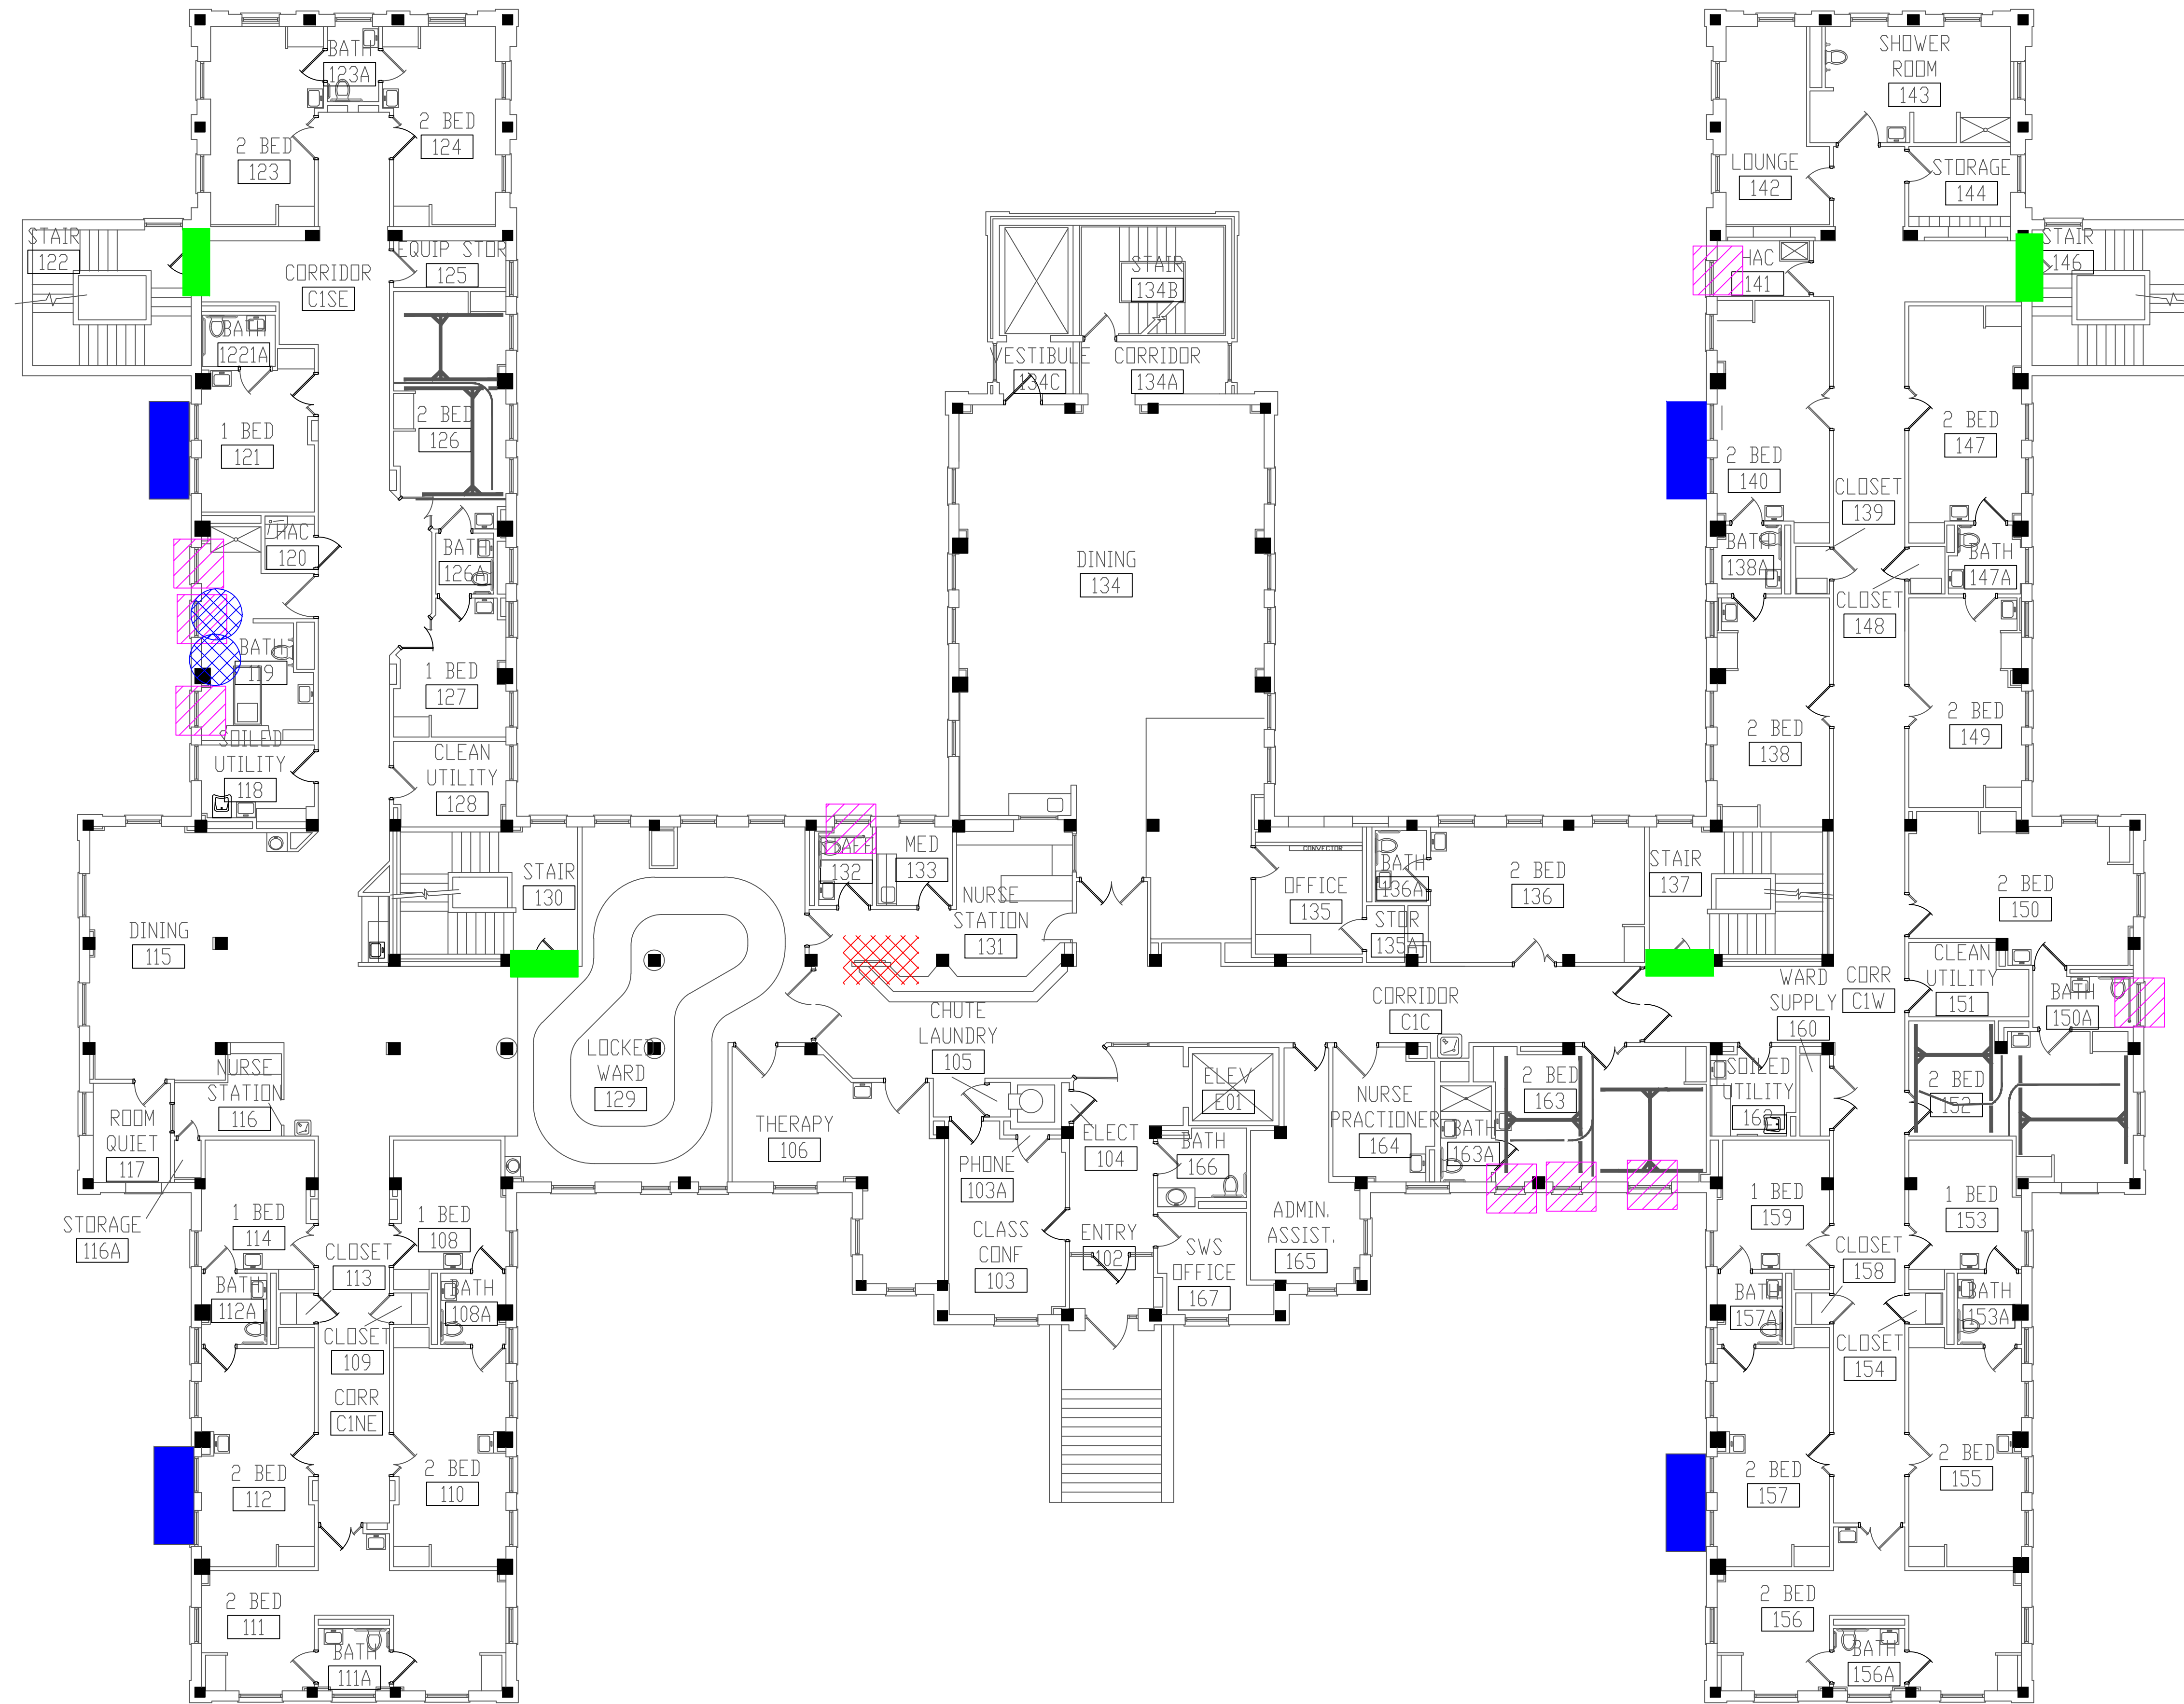 BATH
123A
2 BED
124
2 BED
123
STAIR
122
EQUIP STOR
125
CORRIDOR
C1SE
BATH
1221A
1 BED
121
2 BED
126
HAC
120
BATH
126A
BATH
119
1 BED
127
SOILED
UTILITY
118
CLEAN
UTILITY
128
DINING
115
STAIR
130
NURSE
STATION
116
ROOM
QUIET
117
STORAGE
116A
LOCKED
WARD
129
1 BED
114
1 BED
108
CLOSET
113
BATH
112A
BATH
108A
CLOSET
109
CORR
C1NE
2 BED
112
2 BED
110
2 BED
111
BATH
111A
STAIR
134B
VESTIBULE
134C
CORRIDOR
134A
DINING
134
132
MED
133
NURSE
STATION
131
CHUTE
LAUNDRY
105
THERAPY
106
PHONE
103A
ELECT
104
CLASS
CONF
103
ENTRY
102
ELEV
E01
BATH
166
SWS
OFFICE
167
ADMIN.
ASSIST.
165
CONVECTOR
OFFICE
135
BATH
136A
STOR
135A
2 BED
136
STAIR
137
CORRIDOR
C1C
NURSE
PRACTIONER
164
BATH
163A
2 BED
163
SOILED
UTILITY
162
WARD
SUPPLY
160
CORR
C1W
SHOWER
ROOM
143
LOUNGE
142
STORAGE
144
HAC
141
STAIR
146
2 BED
140
2 BED
147
CLOSET
139
BATH
138A
BATH
147A
CLOSET
148
2 BED
138
2 BED
149
2 BED
150
CLEAN
UTILITY
151
BATH
150A
2 BED
152
1 BED
159
1 BED
153
CLOSET
158
BATH
157A
BATH
153A
CLOSET
154
2 BED
157
2 BED
155
2 BED
156
BATH
156A